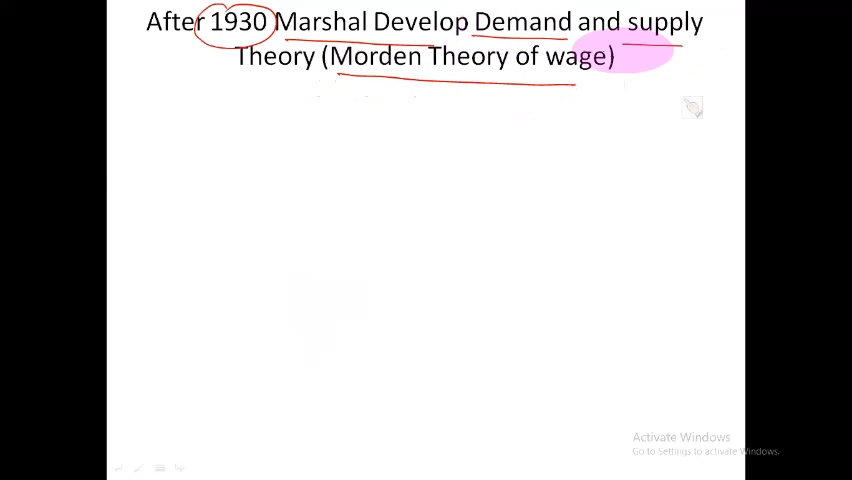 After 1930 Marshal Develop Demand and supply
Theory (Morden Theory of wage)
Activate Windows
Go to Settings to activate Windows.